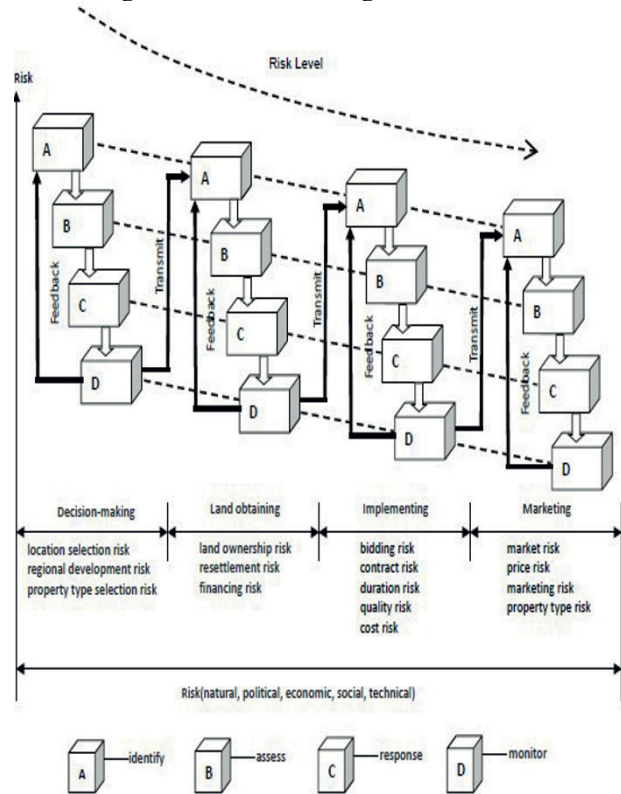 Risk Level
Risk
A
B
C
D
Feedback
Transmit
A
B
C
D
Feedback
Transmit
A
B
C
D
Feedback
Transmit
A
B
C
D
Feedback
Decision-making
location selection risk
regional development risk
property type selection risk
Land obtaining
land ownership risk
resettlement risk
financing risk
Implementing
bidding risk
contract risk
duration risk
quality risk
cost risk
Marketing
market risk
price risk
marketing risk
property type risk
Risk(natural, political, economic, social, technical)
A identify
B assess
C response
D monitor